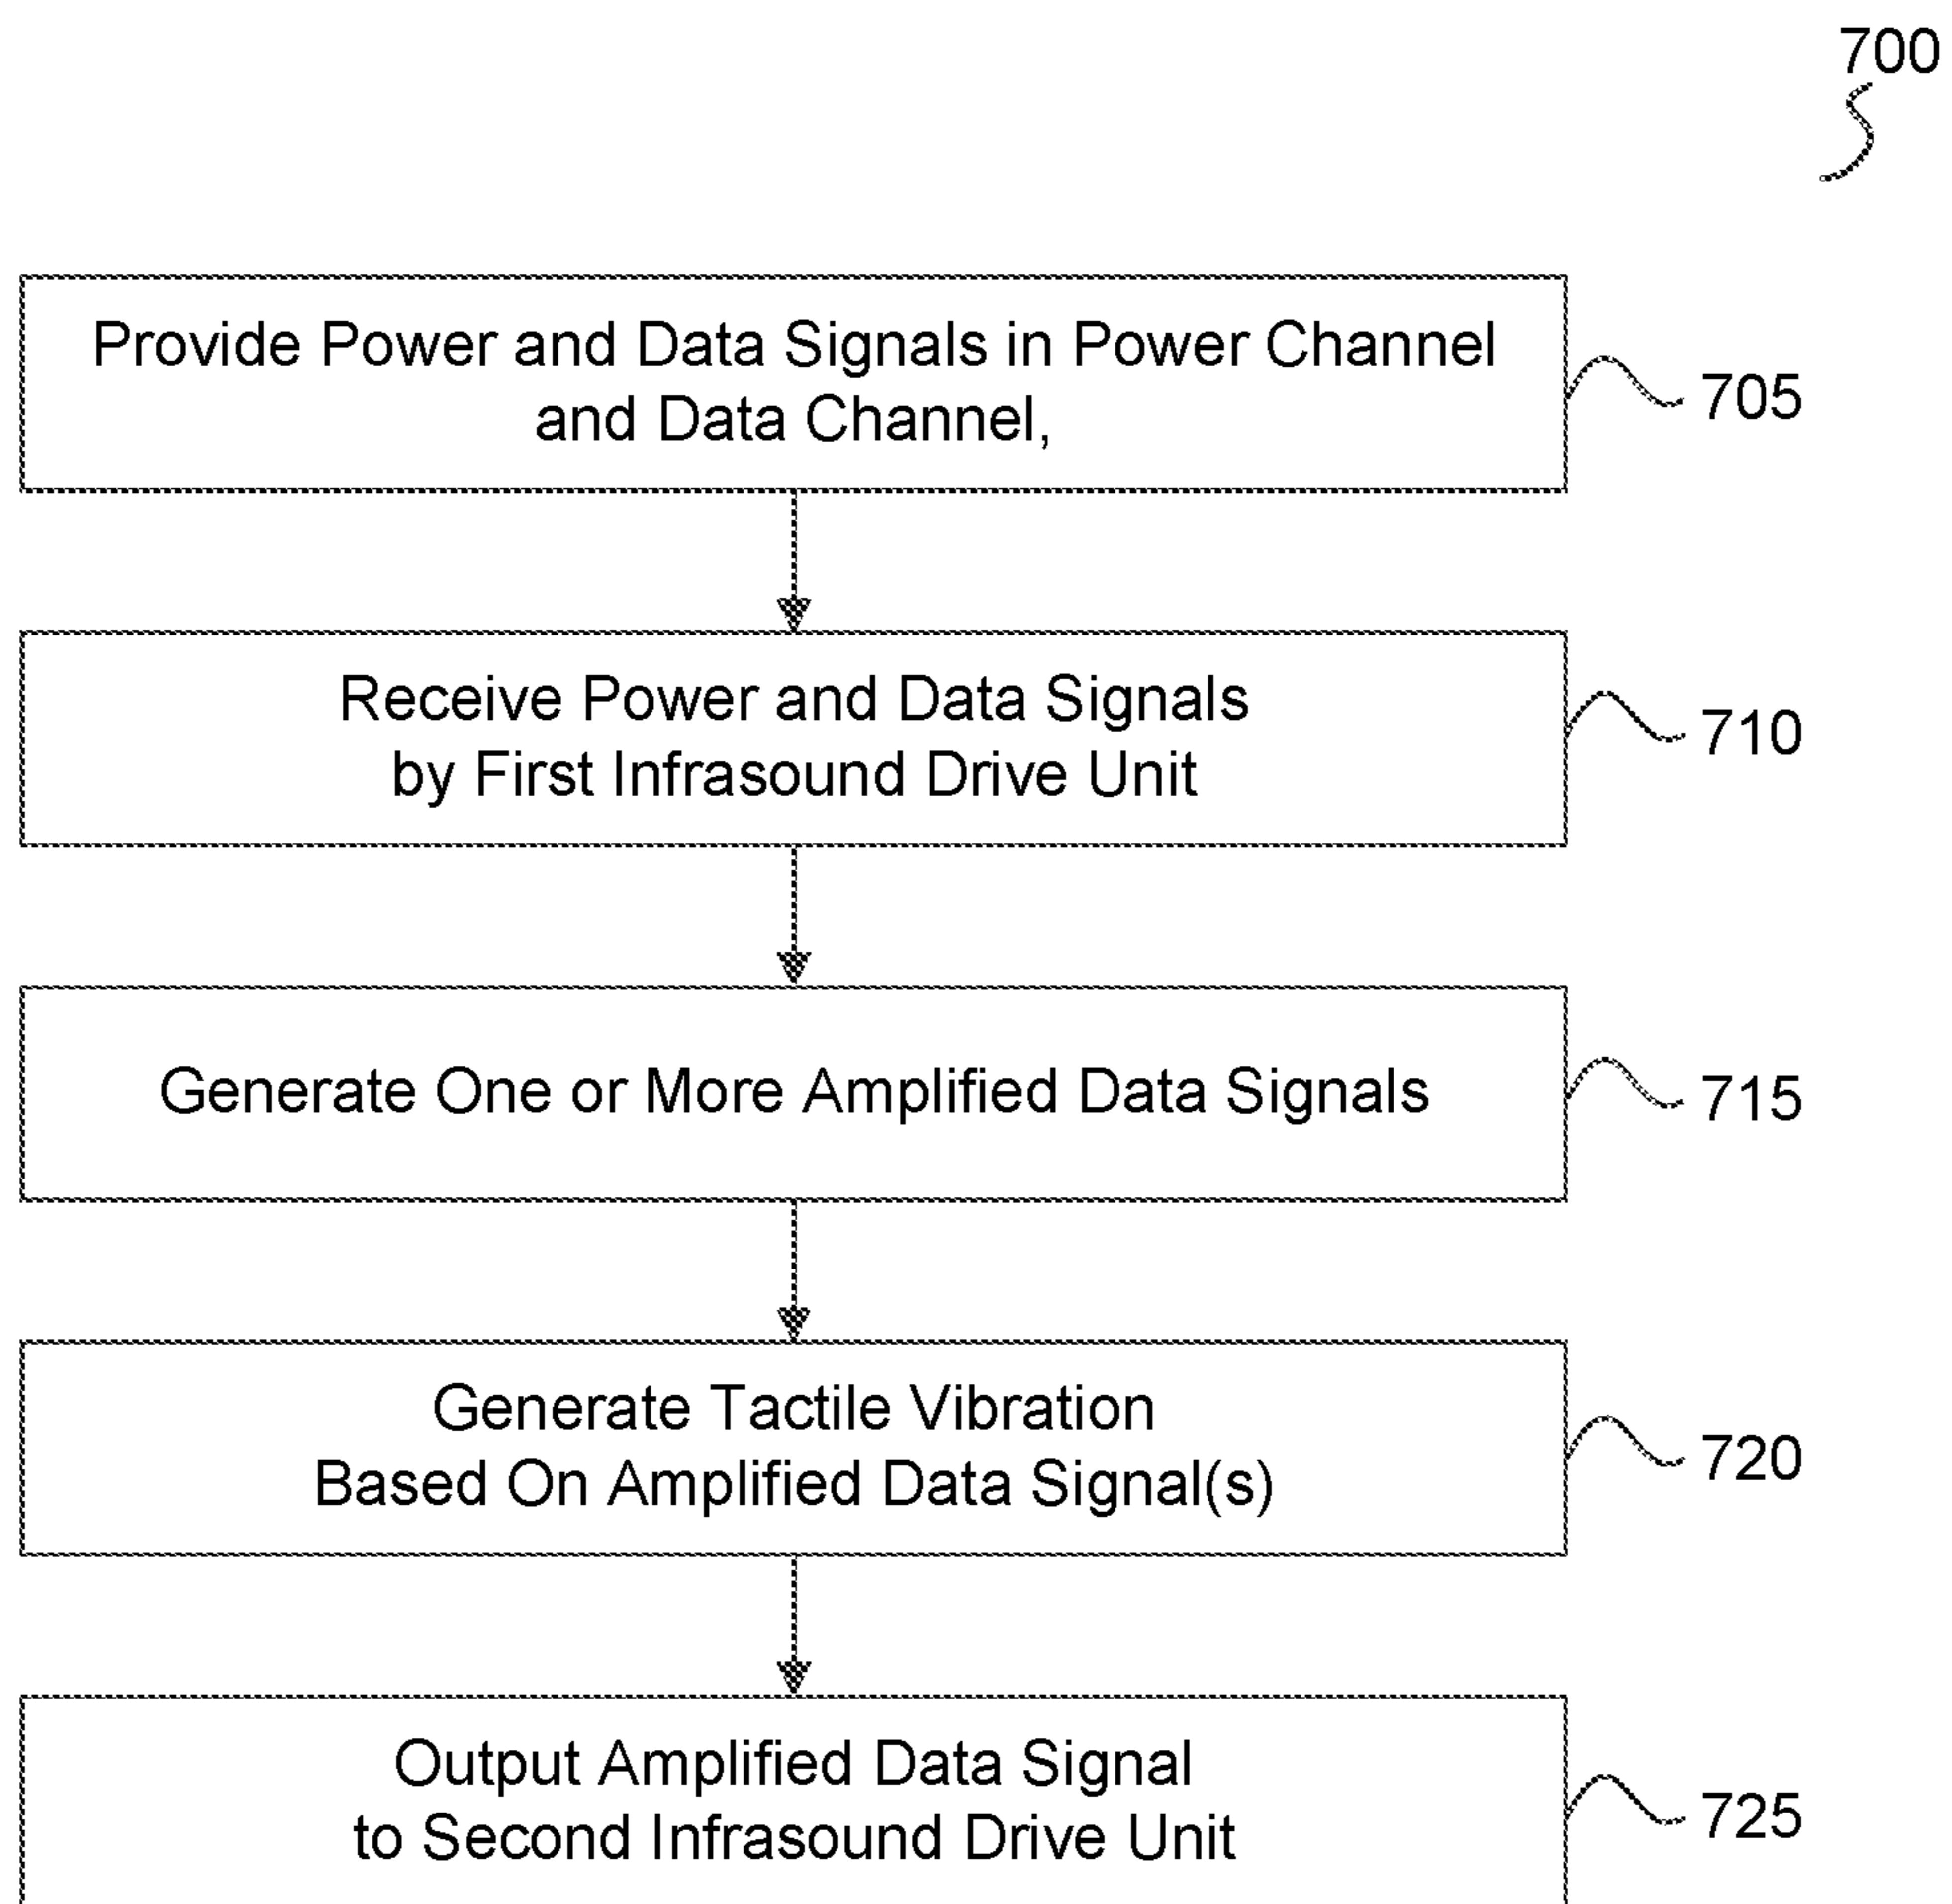 700
Provide Power and Data Signals in Power Channel
and Data Channel,
705
Receive Power and Data Signals
by First Infrasound Drive Unit
710
Generate One or More Amplified Data Signals
715
Generate Tactile Vibration
Based On Amplified Data Signal(s)
720
Output Amplified Data Signal
to Second Infrasound Drive Unit
725